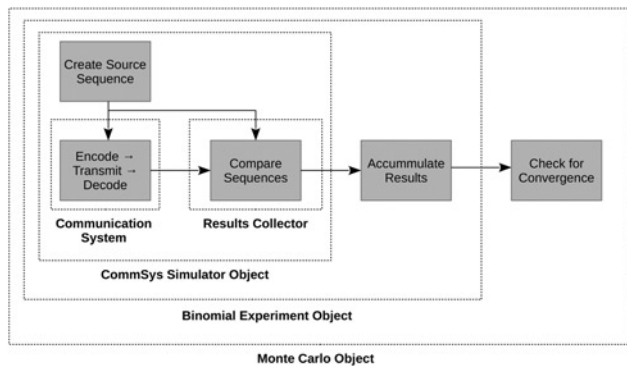 Create Source
Sequence
Encode →
Transmit →
Decode
Compare
Sequences
Accummulate
Results
Check for
Convergence
Communication
System
Results Collector
CommSys Simulator Object
Binomial Experiment Object
Monte Carlo Object